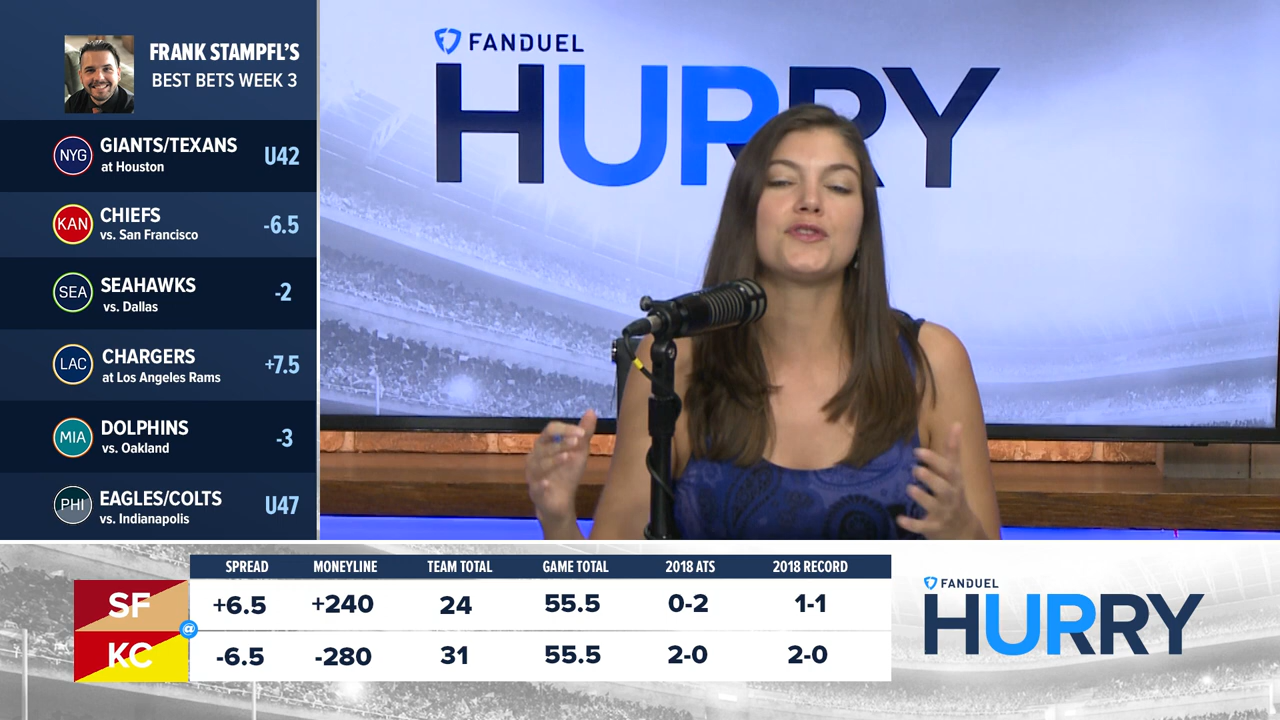 FRANK STAMPFL'S
BEST BETS WEEK 3
NYG GIANTS/TEXANS U42
at Houston
KAN CHIEFS -6.5
vs. San Francisco
SEA SEAHAWKS -2
vs. Dallas
LAC CHARGERS +7.5
at Los Angeles Rams
MIA DOLPHINS -3
vs. Oakland
PHI EAGLES/COLTS U47
vs. Indianapolis
FANDUEL
HURRY
SPREAD MONEYLINE TEAM TOTAL GAME TOTAL 2018 ATS 2018 RECORD
SF +6.5 +240 24 55.5 0-2 1-1
@
KC -6.5 -280 31 55.5 2-0 2-0
FANDUEL
HURRY